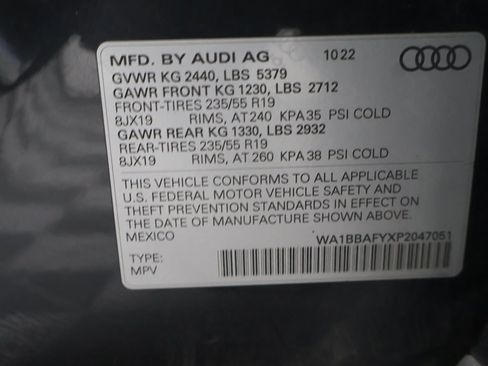 MFD. BY AUDI AG 10 22
GVWR KG 2440, LBS 5379
GAWR FRONT KG 1230, LBS 2712
FRONT-TIRES 235/55 R19
8JX19 RIMS, AT 240 KPA 35 PSI COLD
GAWR REAR KG 1330, LBS 2932
REAR-TIRES 235/55 R19
8JX19 RIMS, AT 260 KPA 38 PSI COLD
THIS VEHICLE CONFORMS TO ALL APPLICABLE
U.S. FEDERAL MOTOR VEHICLE SAFETY AND
THEFT PREVENTION STANDARDS IN EFFECT ON
THE DATE OF MANUFACTURE SHOWN ABOVE.
MEXICO WA1BBAFYXP2047051
TYPE:
MPV